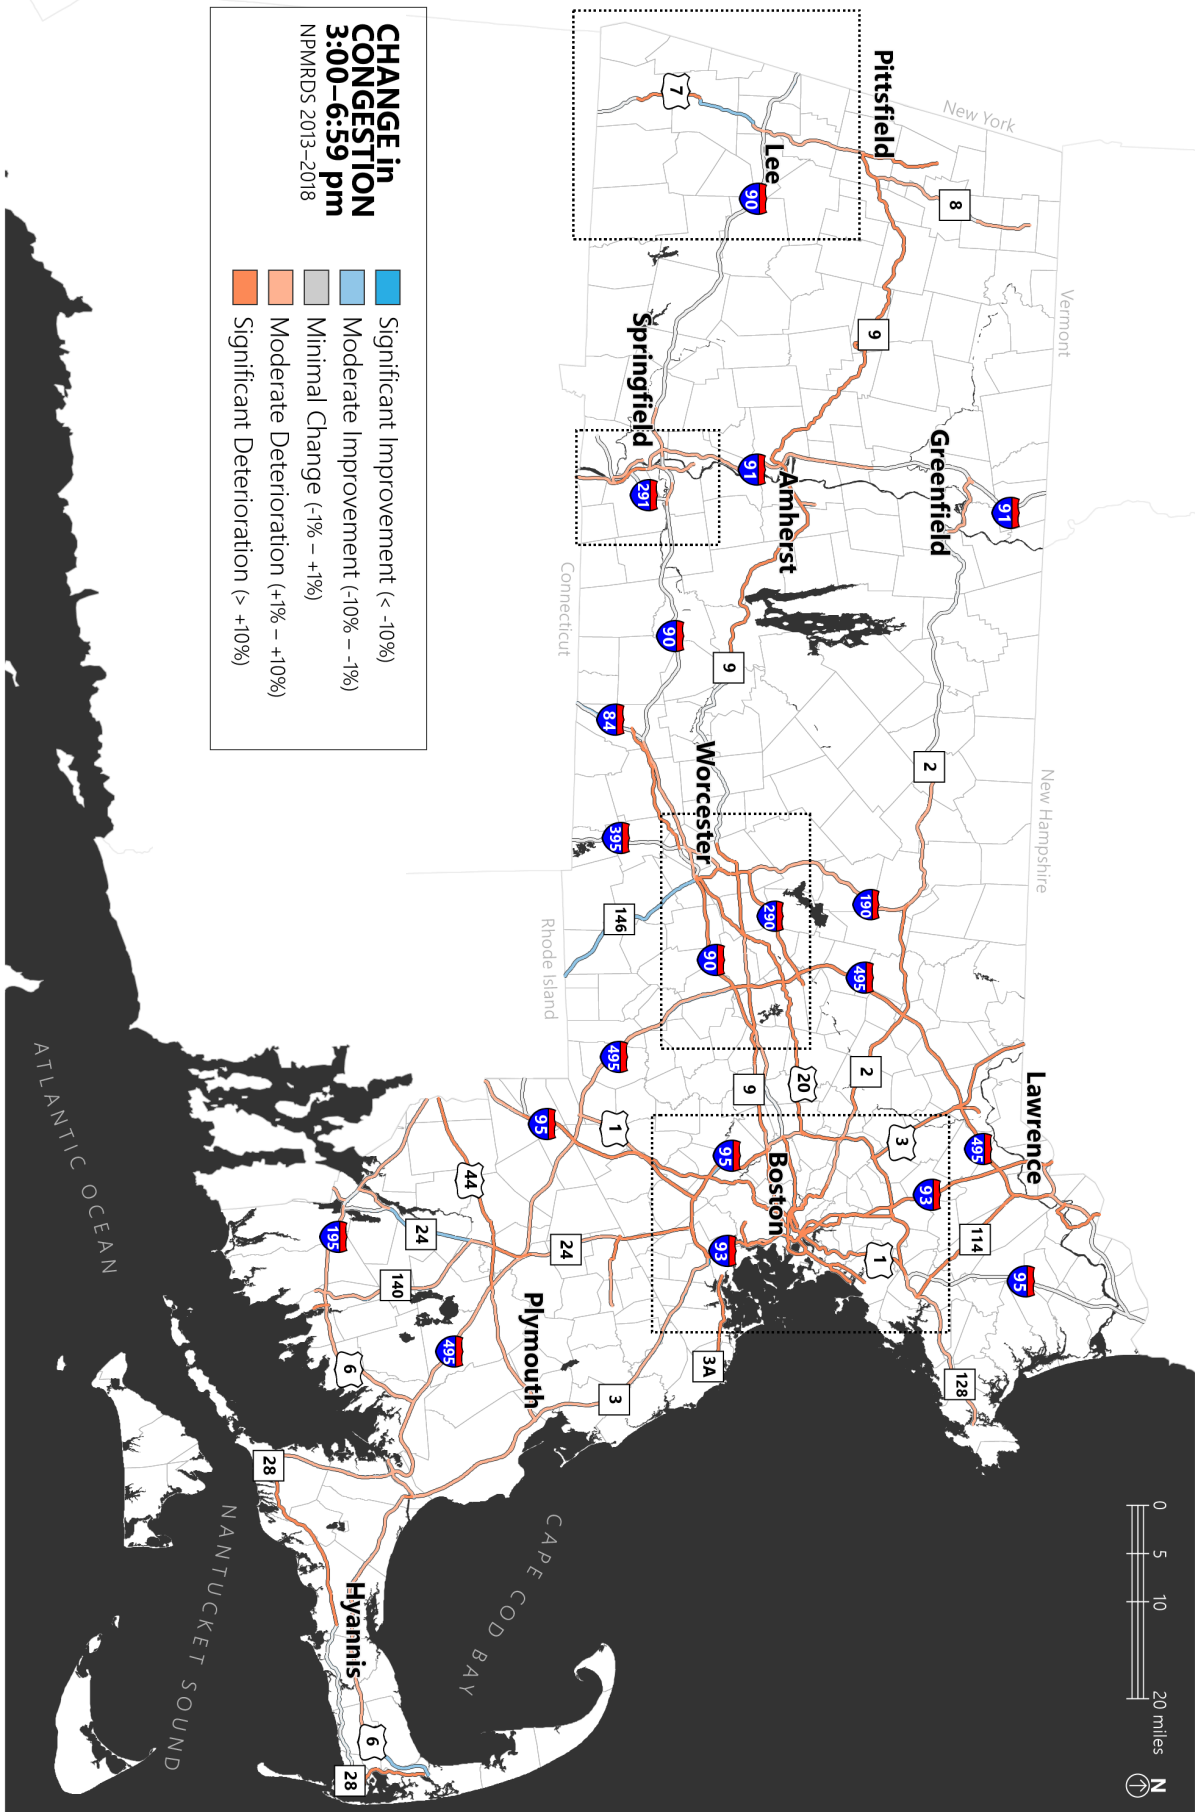 CHANGE in
CONGESTION
3:00–6:59 pm
NPMRDS 2013–2018
Significant Improvement (< -10%)
Moderate Improvement (-10% – -1%)
Minimal Change (-1% – +1%)
Moderate Deterioration (+1% – +10%)
Significant Deterioration (> +10%)
New York
Vermont
New Hampshire
Connecticut
Rhode Island
Pittsfield
Lee
Springfield
Greenfield
Amherst
Worcester
Lawrence
Boston
Plymouth
Hyannis
7
8
90
9
91
91
291
90
9
2
84
395
146
190
290
90
495
495
2
20
9
1
95
3
495
93
95
114
1
93
95
128
3A
3
44
24
24
195
140
495
6
28
6
28
ATLANTIC OCEAN
NANTUCKET SOUND
CAPE COD BAY
0
5
10
20 miles
N